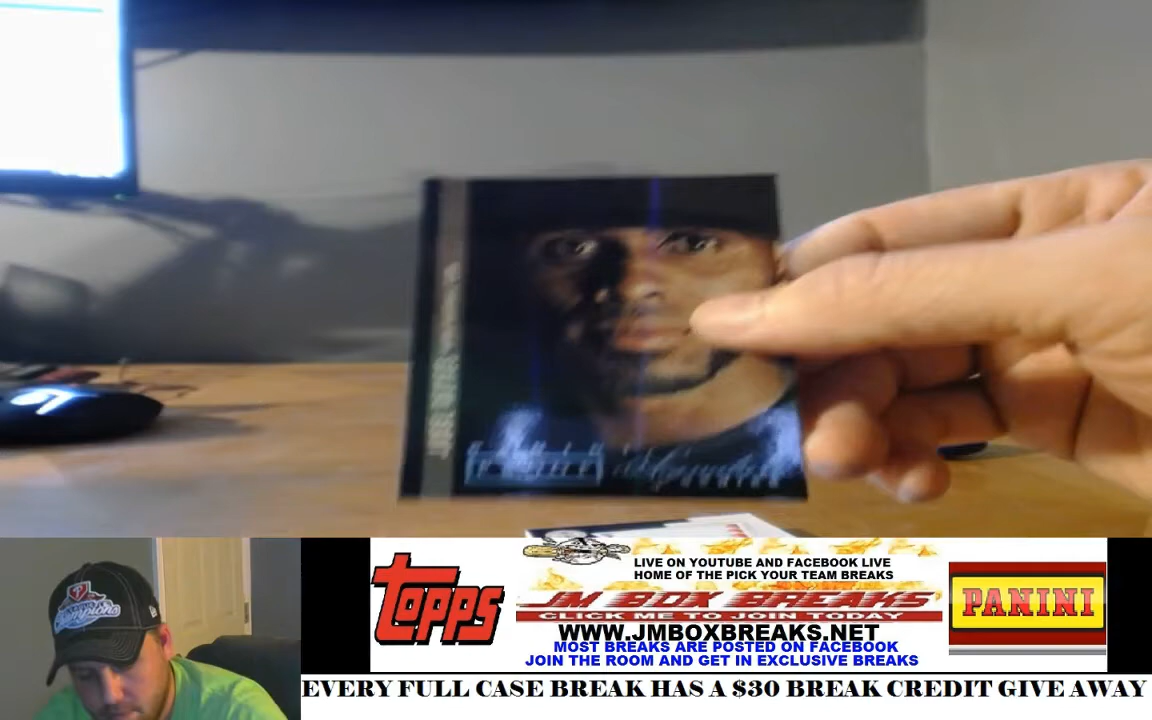 JOSE REYES
P
TOPPS
LIVE ON YOUTUBE AND FACEBOOK LIVE
HOME OF THE PICK YOUR TEAM BREAKS
JM BOX BREAKS
CLICK ME TO JOIN TODAY
WWW.JMBOXBREAKS.NET
MOST BREAKS ARE POSTED ON FACEBOOK
JOIN THE ROOM AND GET IN EXCLUSIVE BREAKS
PANINI
EVERY FULL CASE BREAK HAS A $30 BREAK CREDIT GIVE AWAY